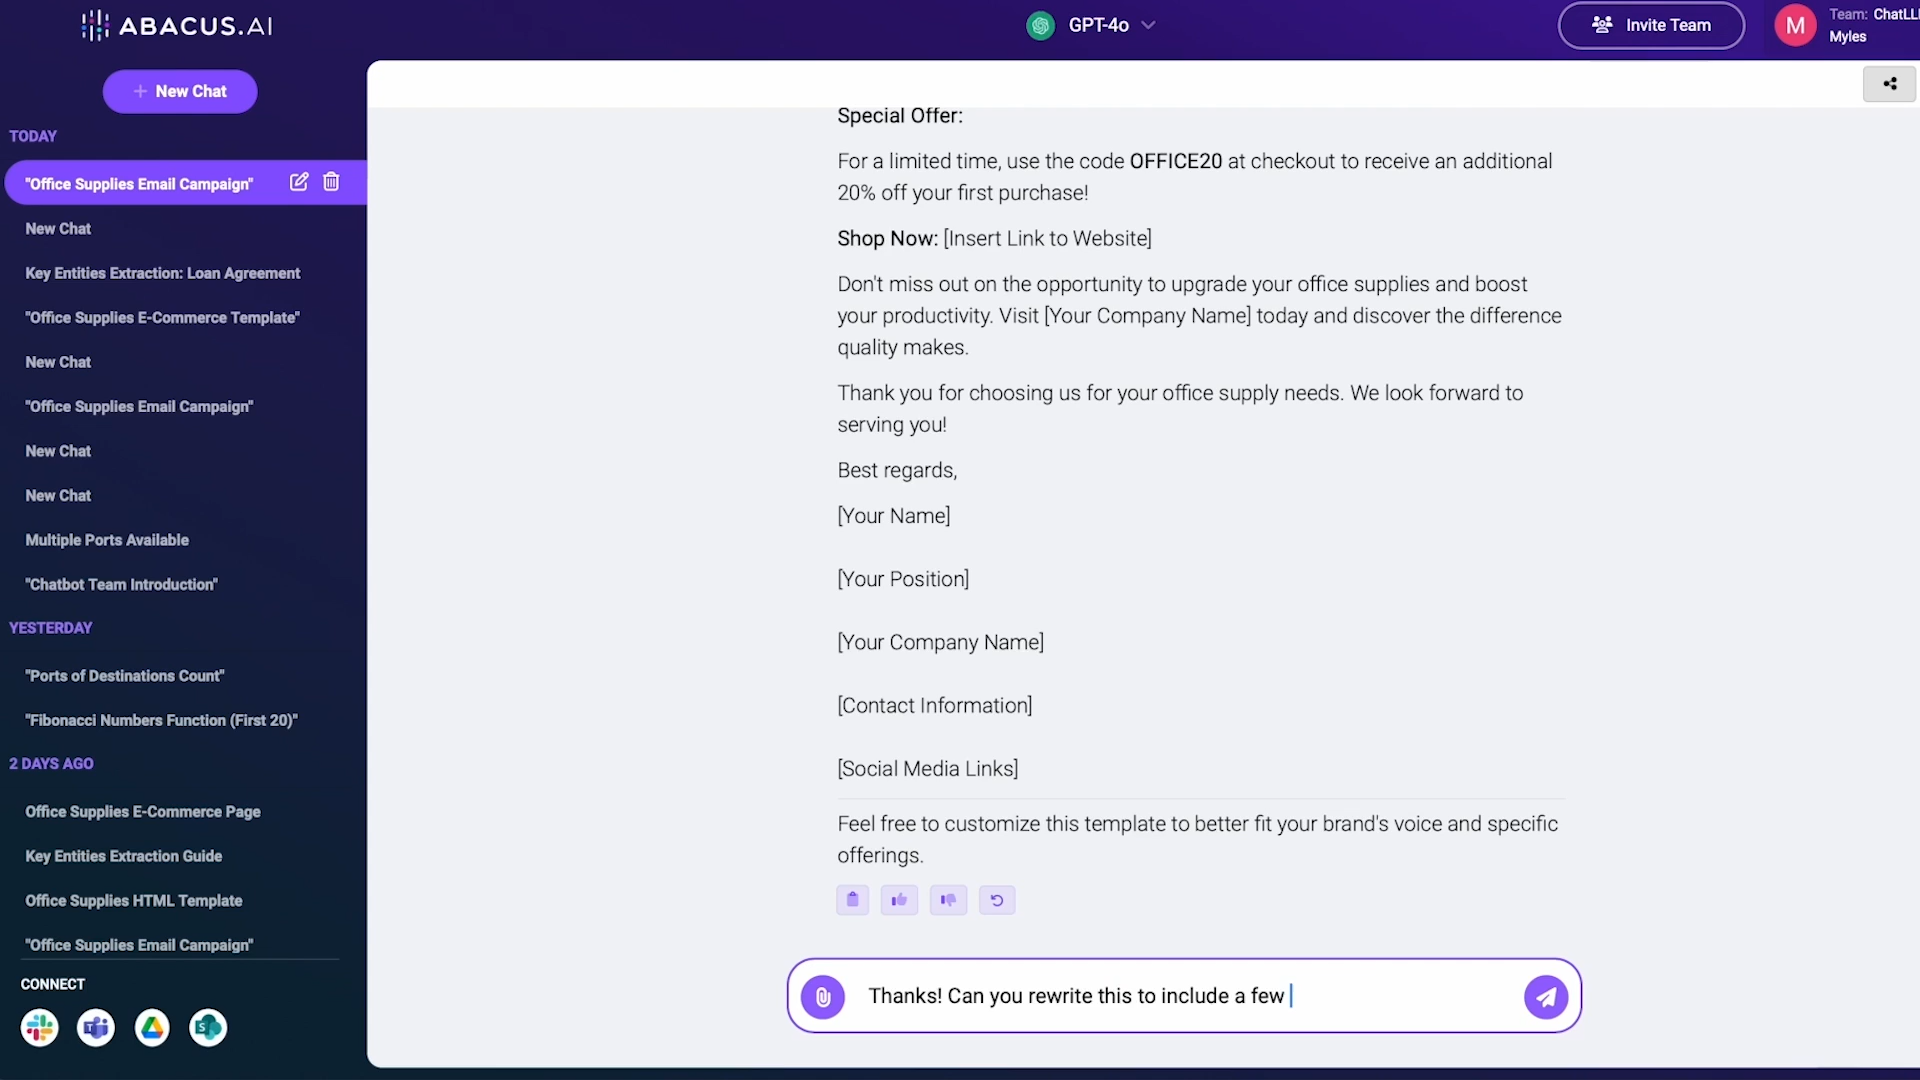 ABACUS.AI
GPT-4o
Invite Team
M
Team: ChatLL
Myles
+ New Chat
TODAY
"Office Supplies Email Campaign"
New Chat
Key Entities Extraction: Loan Agreement
"Office Supplies E-Commerce Template"
New Chat
"Office Supplies Email Campaign"
New Chat
New Chat
Multiple Ports Available
"Chatbot Team Introduction"
YESTERDAY
"Ports of Destinations Count"
"Fibonacci Numbers Function (First 20)"
2 DAYS AGO
Office Supplies E-Commerce Page
Key Entities Extraction Guide
Office Supplies HTML Template
"Office Supplies Email Campaign"
CONNECT
Special Offer:
For a limited time, use the code OFFICE20 at checkout to receive an additional
20% off your first purchase!
Shop Now: [Insert Link to Website]
Don't miss out on the opportunity to upgrade your office supplies and boost
your productivity. Visit [Your Company Name] today and discover the difference
quality makes.
Thank you for choosing us for your office supply needs. We look forward to
serving you!
Best regards,
[Your Name]
[Your Position]
[Your Company Name]
[Contact Information]
[Social Media Links]
Feel free to customize this template to better fit your brand's voice and specific
offerings.
Thanks! Can you rewrite this to include a few